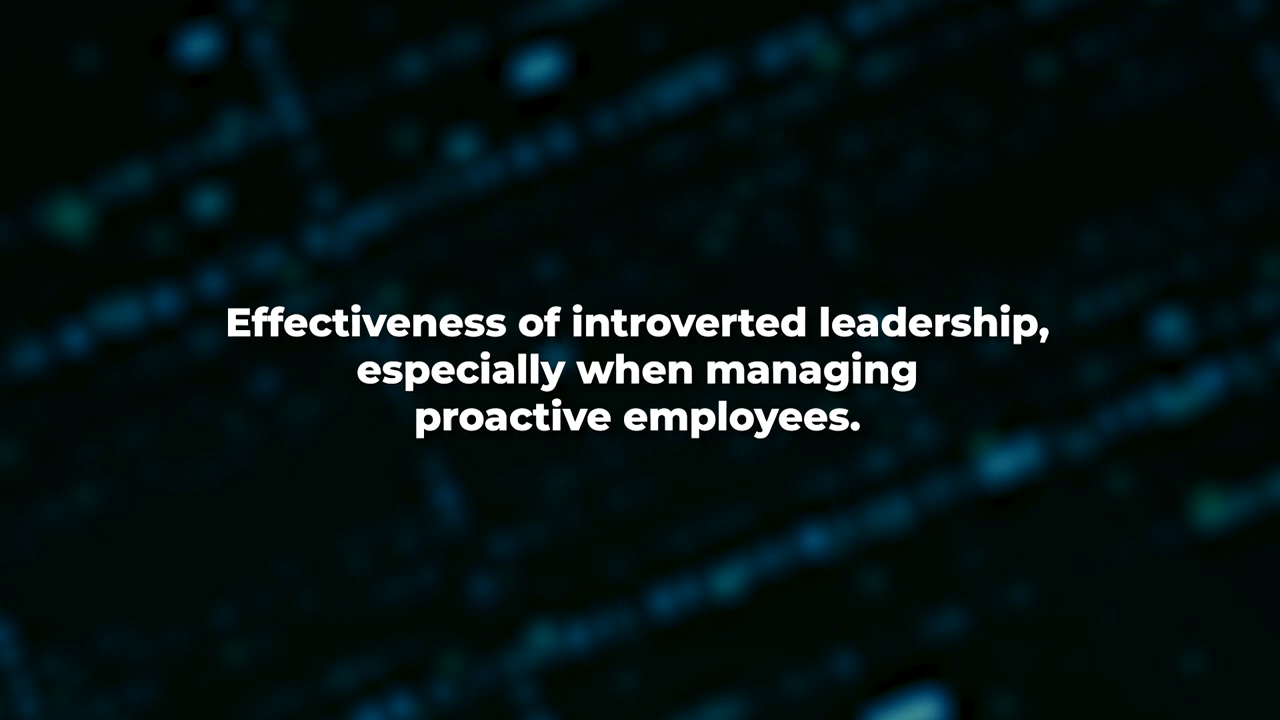 Effectiveness of introverted leadership,
especially when managing
proactive employees.